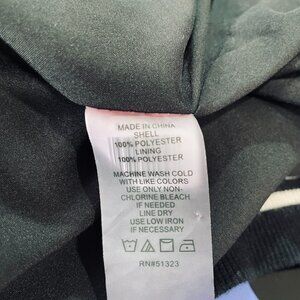 MADE IN CHINA
SHELL
100% POLYESTER
LINING
100% POLYESTER
MACHINE WASH COLD
WITH LIKE COLORS
USE ONLY NON-
CHLORINE BLEACH
IF NEEDED
LINE DRY
USE LOW IRON
IF NECESSARY
RN#51323